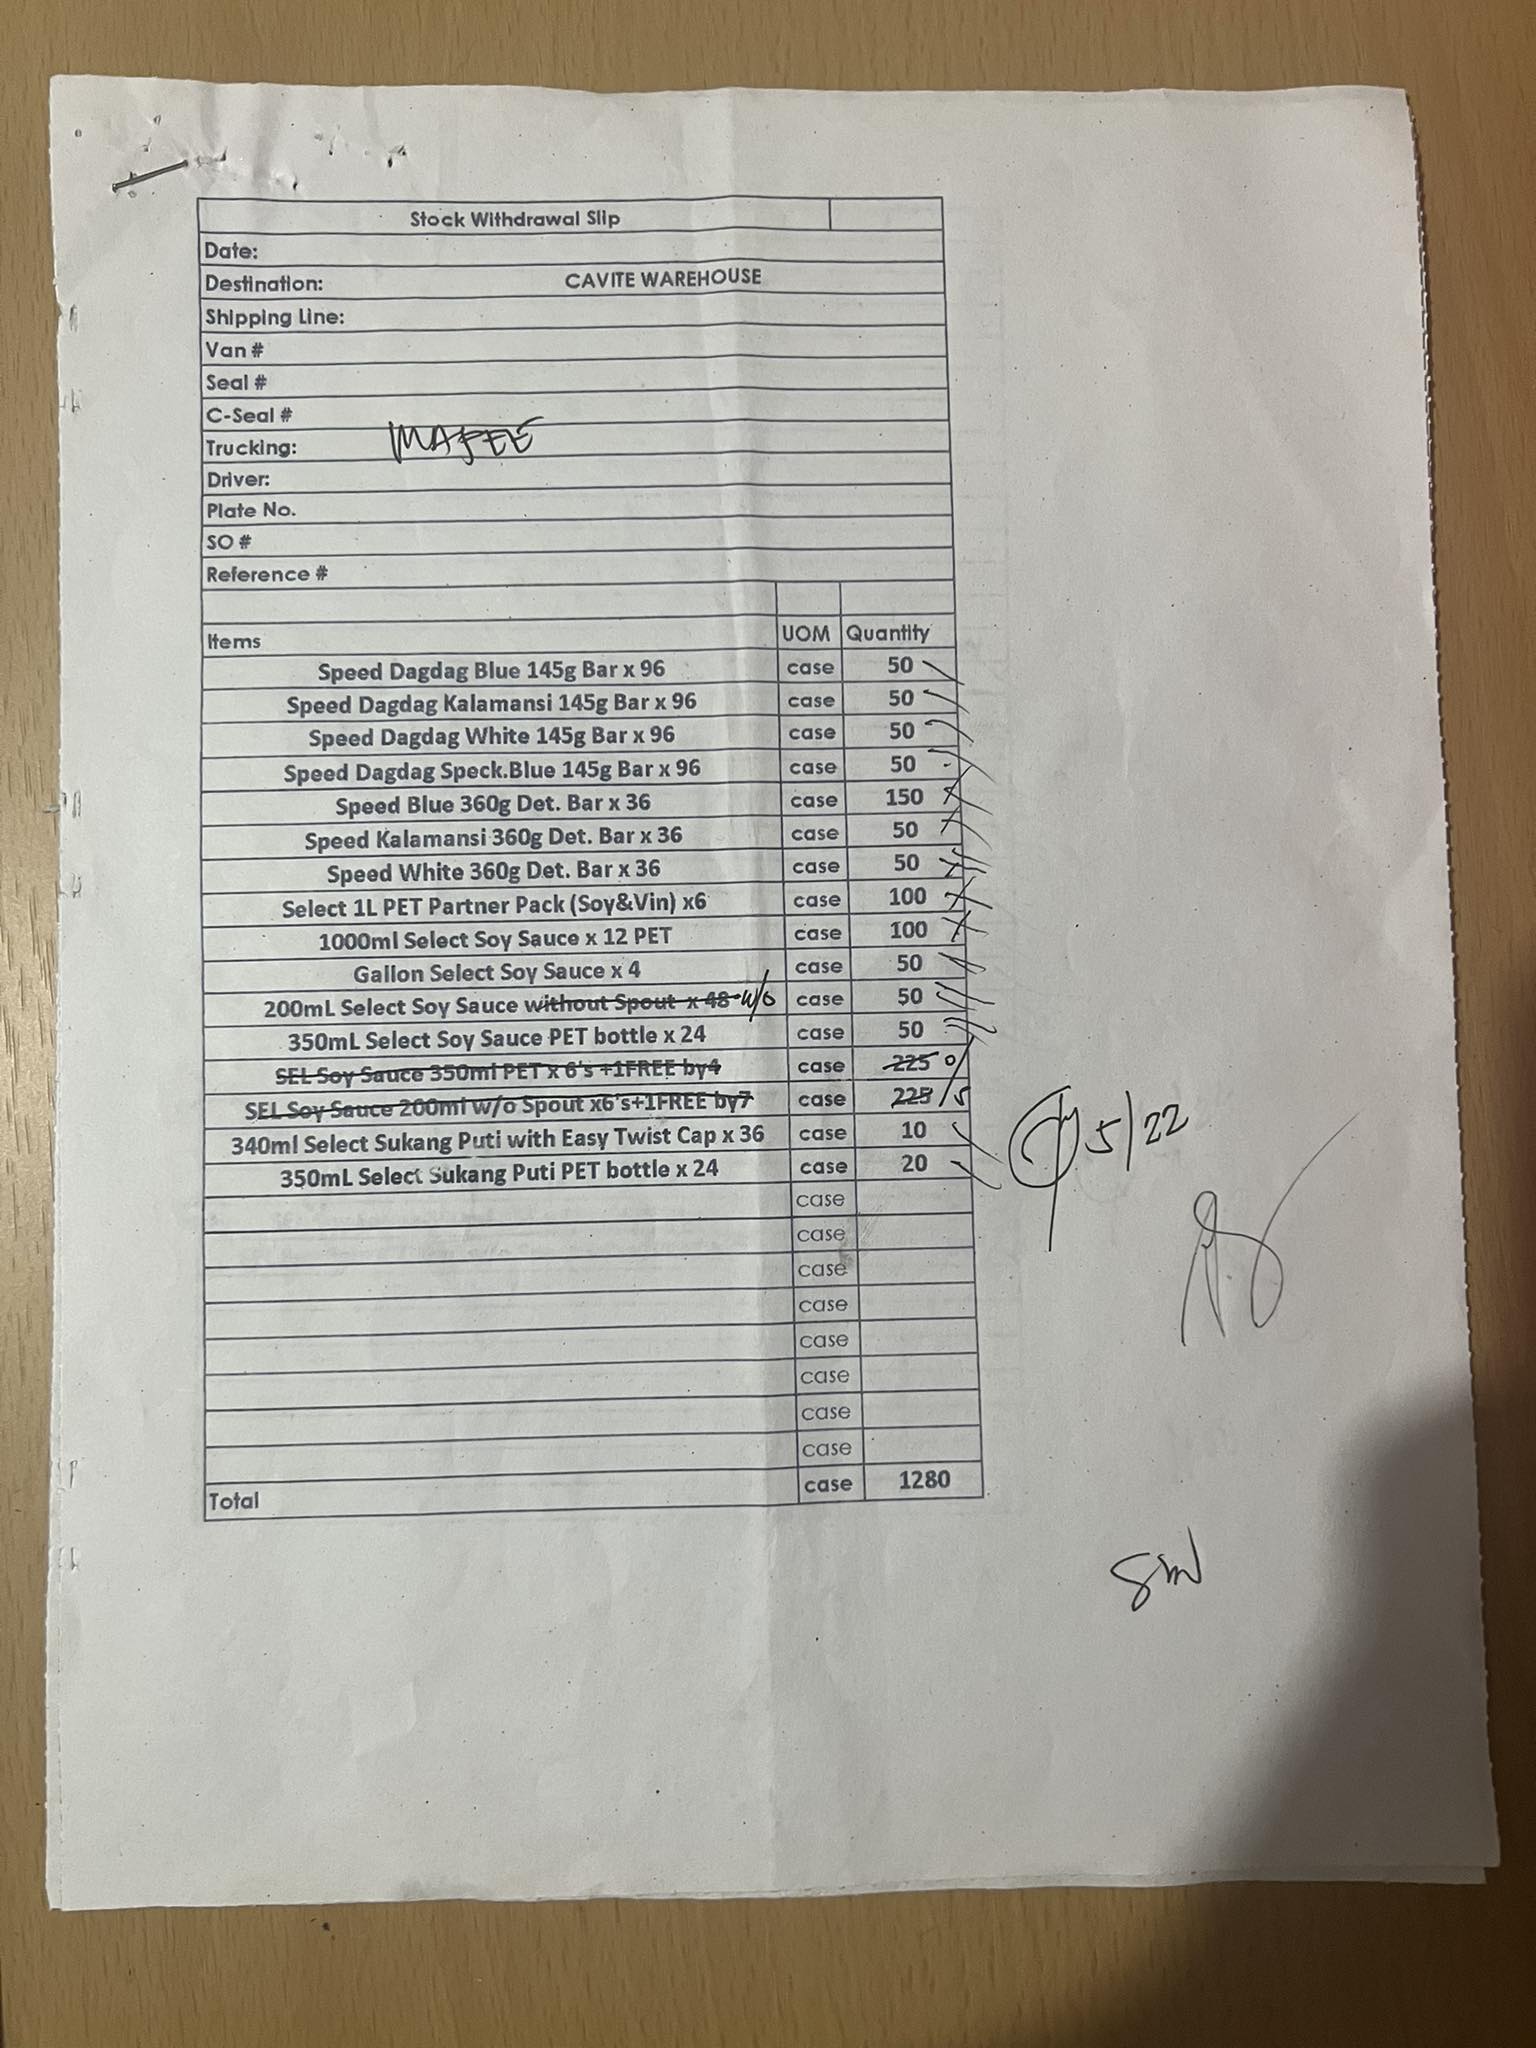 Stock Withdrawal Slip
Date:
Destination: CAVITE WAREHOUSE
Shipping Line:
Van #
Seal #
C-Seal #
Trucking:
Driver:
Plate No.
SO #
Reference #
Items UOM Quantity
Speed Dagdag Blue 145g Bar x 96 case 50
Speed Dagdag Kalamansi 145g Bar x 96 case 50
Speed Dagdag White 145g Bar x 96 case 50
Speed Dagdag Speck.Blue 145g Bar x 96 case 50
Speed Blue 360g Det. Bar x 36 case 150
Speed Kalamansi 360g Det. Bar x 36 case 50
Speed White 360g Det. Bar x 36 case 50
Select 1L PET Partner Pack (Soy&Vin) x6 case 100
1000ml Select Soy Sauce x 12 PET case 100
Gallon Select Soy Sauce x 4 case 50
200mL Select Soy Sauce without Spout x 48 w/o case 50
350mL Select Soy Sauce PET bottle x 24 case 50
SEL Soy Sauce 350ml PET x 6's +1FREE by4 case 225
SEL Soy Sauce 200ml w/o Spout x6's+1FREE by7 case 225
340ml Select Sukang Puti with Easy Twist Cap x 36 case 10
350mL Select Sukang Puti PET bottle x 24 case 20
5/22
case
case
case
case
case
case
case
case
Total case 1280